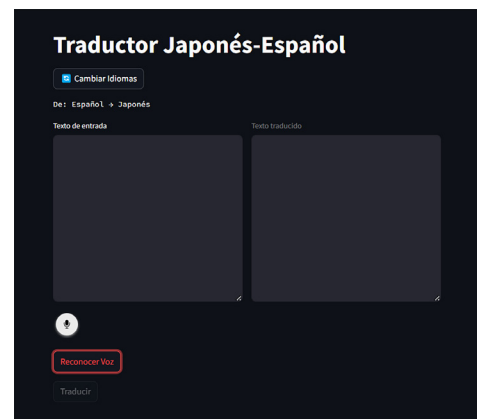 Traductor Japonés-Español
Cambiar Idiomas
De: Español → Japonés
Texto de entrada
Texto traducido
Reconocer Voz
Traducir